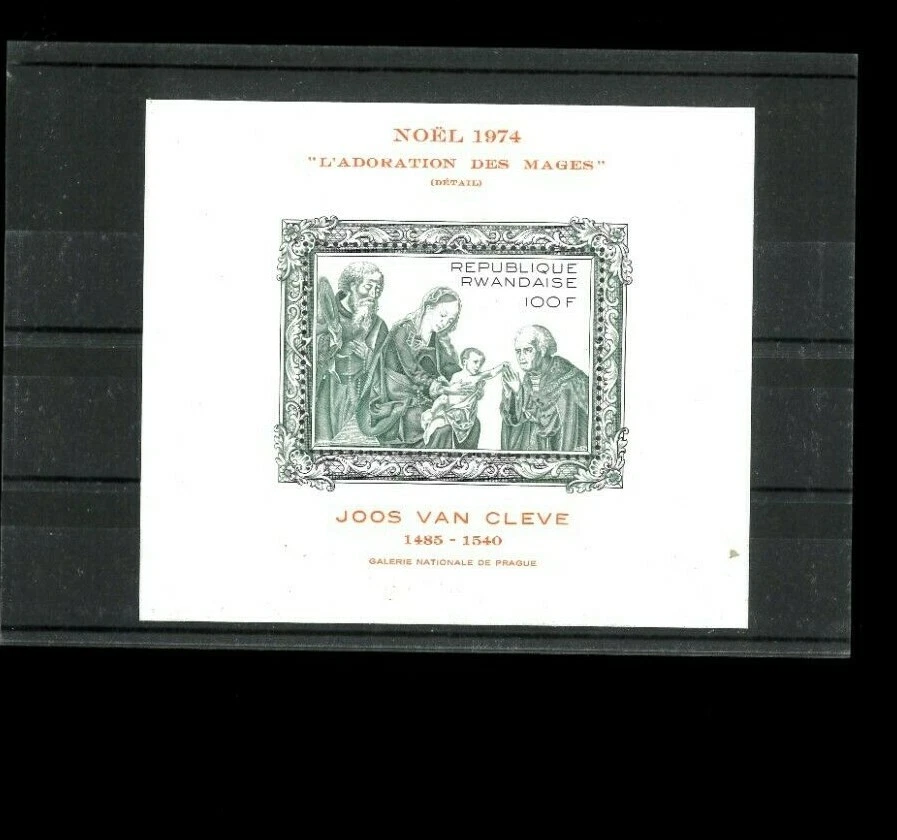 NOËL 1974
"L'ADORATION DES MAGES"
(DÉTAIL)
REPUBLIQUE
RWANDAISE
100 F
JOOS VAN CLEVE
1485 - 1540
GALERIE NATIONALE DE PRAGUE